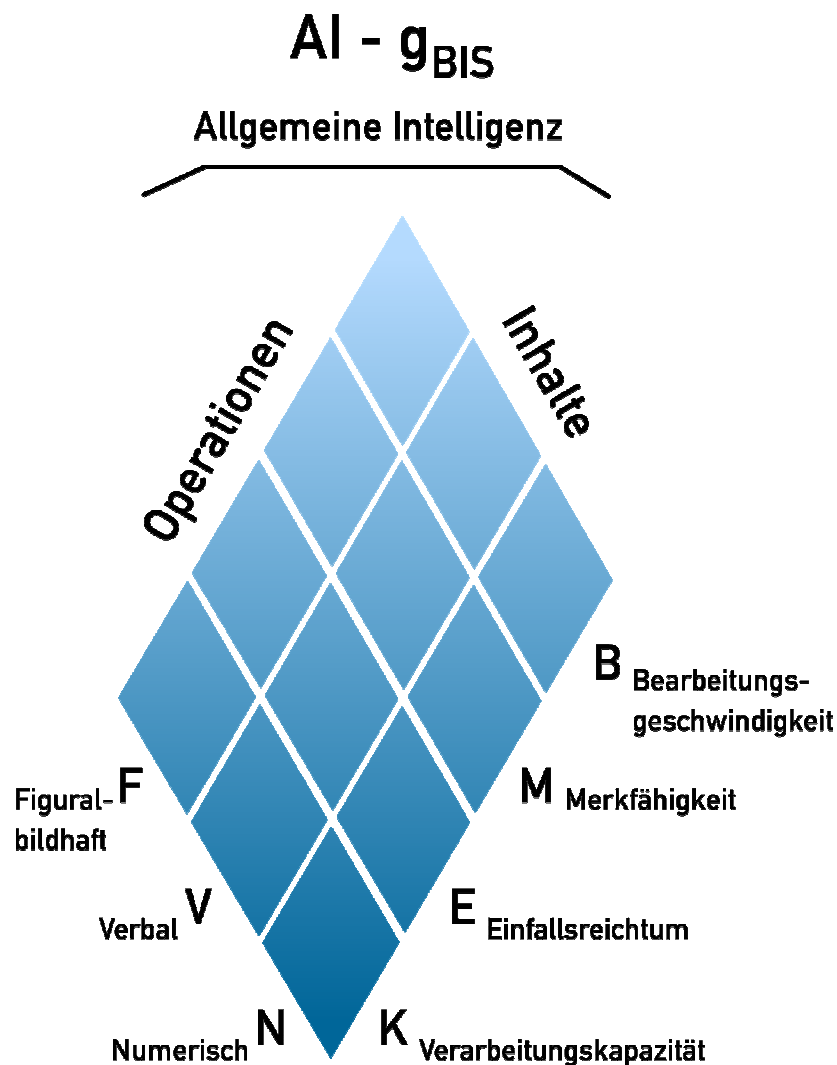 AI - gBIS
Allgemeine Intelligenz
Operationen
Inhalte
B Bearbeitungs-
geschwindigkeit
Figural- F
bildhaft
M Merkfähigkeit
Verbal V
E Einfallsreichtum
Numerisch N
K Verarbeitungskapazität